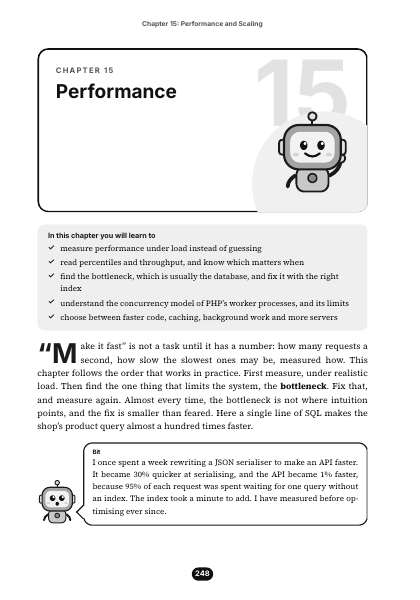 Chapter 15: Performance and Scaling
CHAPTER 15
15
Performance
In this chapter you will learn to
✓ measure performance under load instead of guessing
✓ read percentiles and throughput, and know which matters when
✓ find the bottleneck, which is usually the database, and fix it with the right
index
✓ understand the concurrency model of PHP's worker processes, and its limits
✓ choose between faster code, caching, background work and more servers
“Make it fast” is not a task until it has a number: how many requests a
second, how slow the slowest ones may be, measured how. This
chapter follows the order that works in practice. First measure, under realistic
load. Then find the one thing that limits the system, the bottleneck. Fix that,
and measure again. Almost every time, the bottleneck is not where intuition
points, and the fix is smaller than feared. Here a single line of SQL makes the
shop’s product query almost a hundred times faster.
Bit
I once spent a week rewriting a JSON serialiser to make an API faster.
It became 30% quicker at serialising, and the API became 1% faster,
because 95% of each request was spent waiting for one query without
an index. The index took a minute to add. I have measured before op-
timising ever since.
248